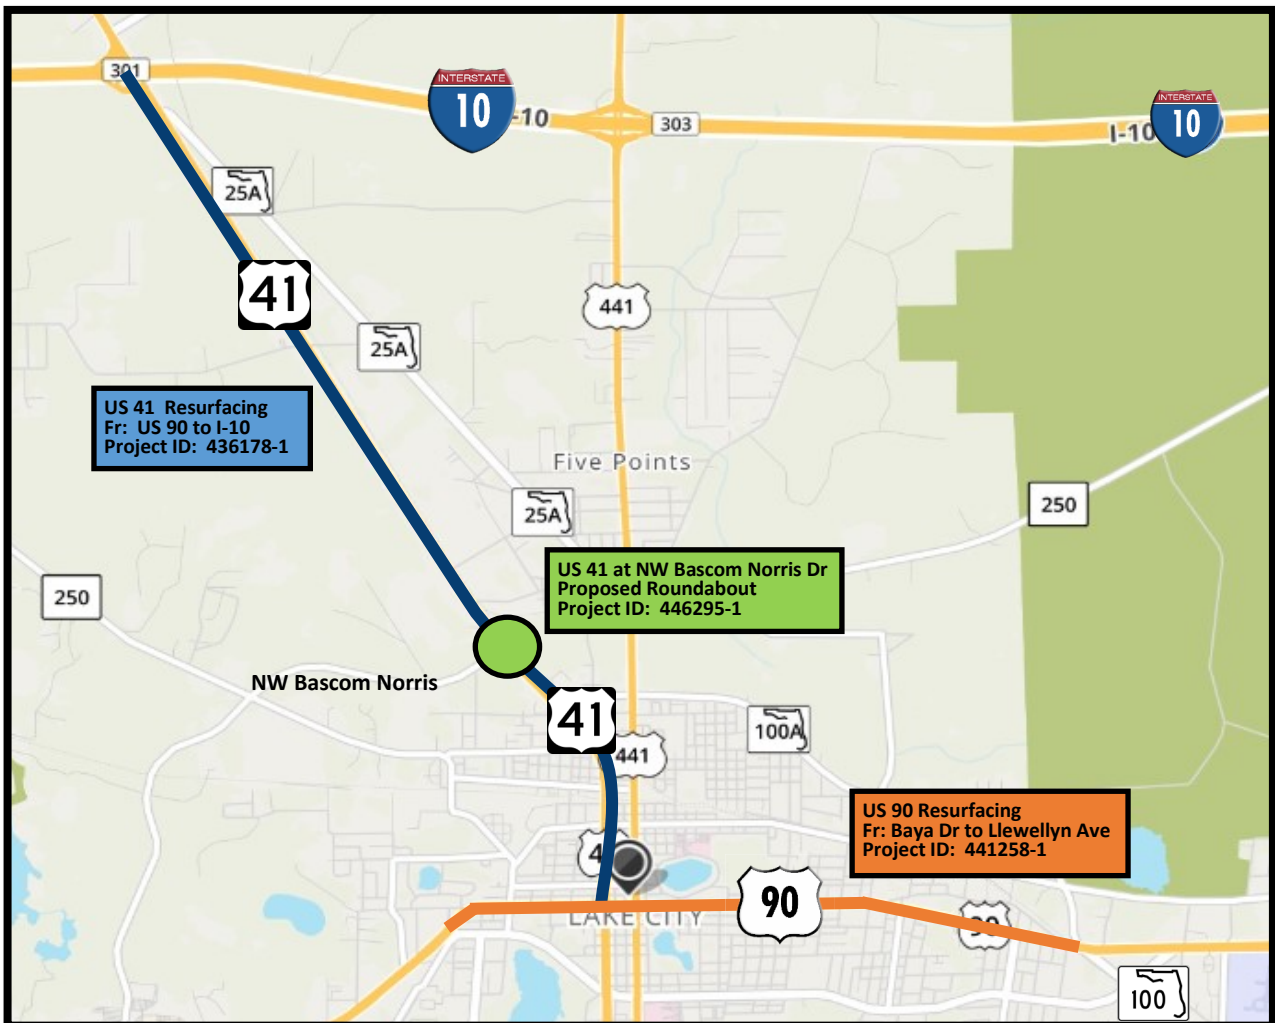 301
INTERSTATE
10
-10
303
I-10
INTERSTATE
10
25A
41
441
25A
US 41 Resurfacing
Fr: US 90 to I-10
Project ID: 436178-1
Five Points
25A
250
US 41 at NW Bascom Norris Dr
Proposed Roundabout
Project ID: 446295-1
250
NW Bascom Norris
41
100A
441
US 90 Resurfacing
Fr: Baya Dr to Llewellyn Ave
Project ID: 441258-1
4
90
LAKE CITY
90
100